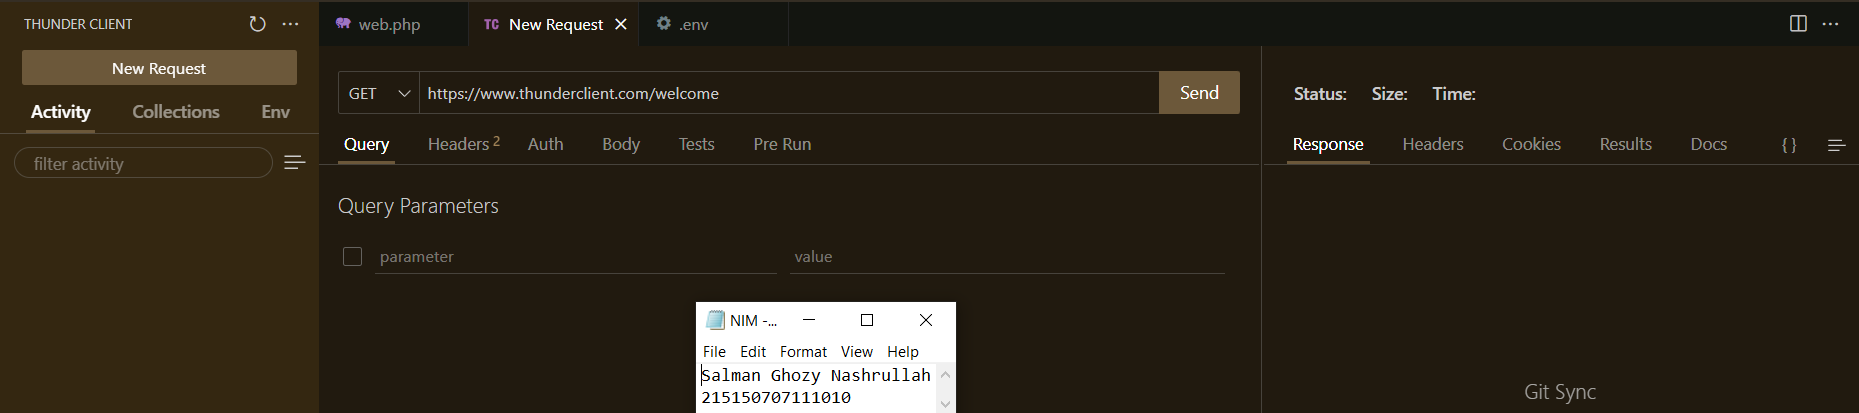 THUNDER CLIENT
New Request
Activity Collections Env
filter activity
web.php TC New Request .env
GET https://www.thunderclient.com/welcome Send
Query Headers 2 Auth Body Tests Pre Run
Query Parameters
parameter value
Status: Size: Time:
Response Headers Cookies Results Docs { }
Git Sync
NIM -...
File Edit Format View Help
Salman Ghozy Nashrullah
215150707111010